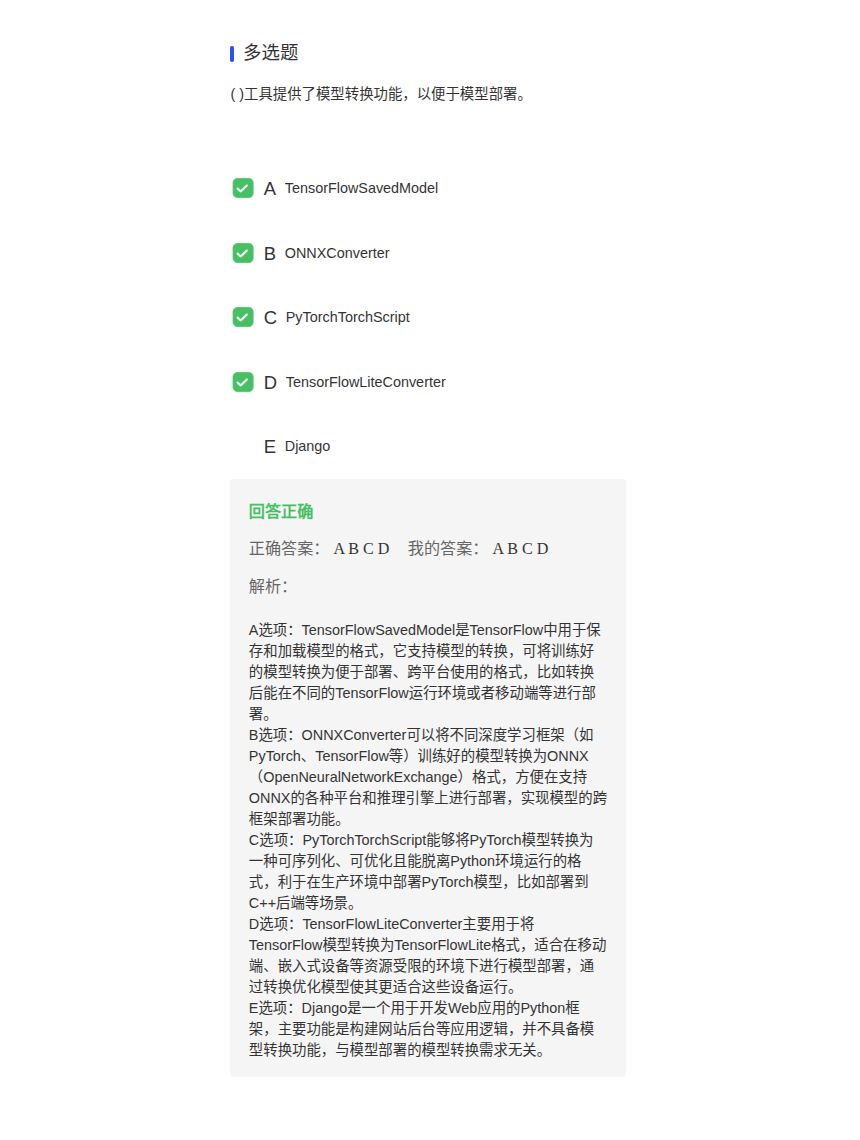 多选题
( )工具提供了模型转换功能，以便于模型部署。
A TensorFlowSavedModel
B ONNXConverter
C PyTorchTorchScript
D TensorFlowLiteConverter
E Django
回答正确
正确答案： A B C D 我的答案： A B C D
解析：
A选项：TensorFlowSavedModel是TensorFlow中用于保
存和加载模型的格式，它支持模型的转换，可将训练好
的模型转换为便于部署、跨平台使用的格式，比如转换
后能在不同的TensorFlow运行环境或者移动端等进行部
署。
B选项：ONNXConverter可以将不同深度学习框架（如
PyTorch、TensorFlow等）训练好的模型转换为ONNX
（OpenNeuralNetworkExchange）格式，方便在支持
ONNX的各种平台和推理引擎上进行部署，实现模型的跨
框架部署功能。
C选项：PyTorchTorchScript能够将PyTorch模型转换为
一种可序列化、可优化且能脱离Python环境运行的格
式，利于在生产环境中部署PyTorch模型，比如部署到
C++后端等场景。
D选项：TensorFlowLiteConverter主要用于将
TensorFlow模型转换为TensorFlowLite格式，适合在移动
端、嵌入式设备等资源受限的环境下进行模型部署，通
过转换优化模型使其更适合这些设备运行。
E选项：Django是一个用于开发Web应用的Python框
架，主要功能是构建网站后台等应用逻辑，并不具备模
型转换功能，与模型部署的模型转换需求无关。